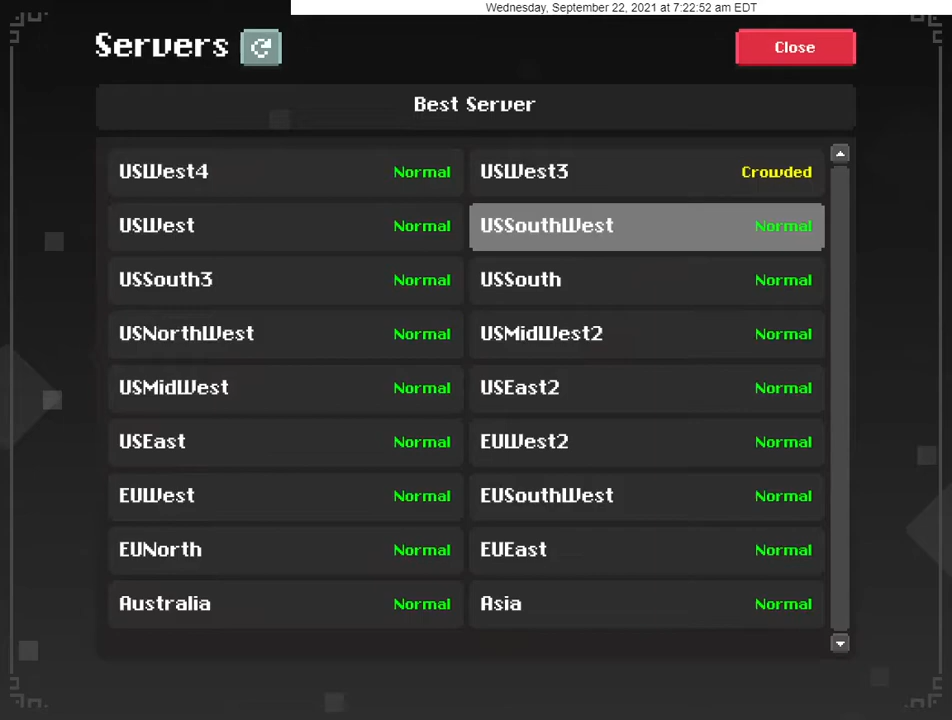 Wednesday, September 22, 2021 at 7:22:52 am EDT
Servers
Close
Best Server
USWest4 Normal USWest3 Crowded
USWest Normal USSouthWest Normal
USSouth3 Normal USSouth Normal
USNorthWest Normal USMidWest2 Normal
USMidWest Normal USEast2 Normal
USEast Normal EUWest2 Normal
EUWest Normal EUSouthWest Normal
EUNorth Normal EUEast Normal
Australia Normal Asia Normal